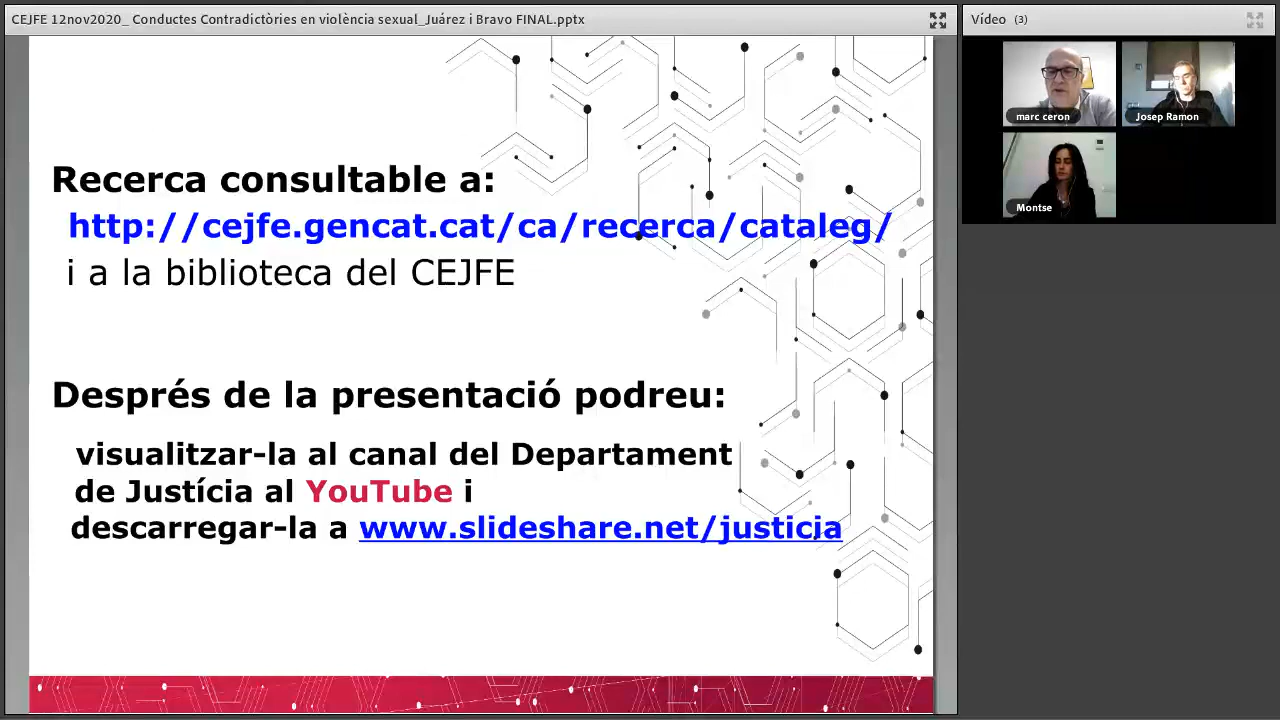 CEJFE 12nov2020_ Conductes Contradictòries en violència sexual_Juárez i Bravo FINAL.pptx
Vídeo (3)
marc ceron
Josep Ramon
Montse
Recerca consultable a:
http://cejfe.gencat.cat/ca/recerca/cataleg/
i a la biblioteca del CEJFE
Després de la presentació podreu:
visualitzar-la al canal del Departament
de Justícia al YouTube i
descarregar-la a www.slideshare.net/justicia